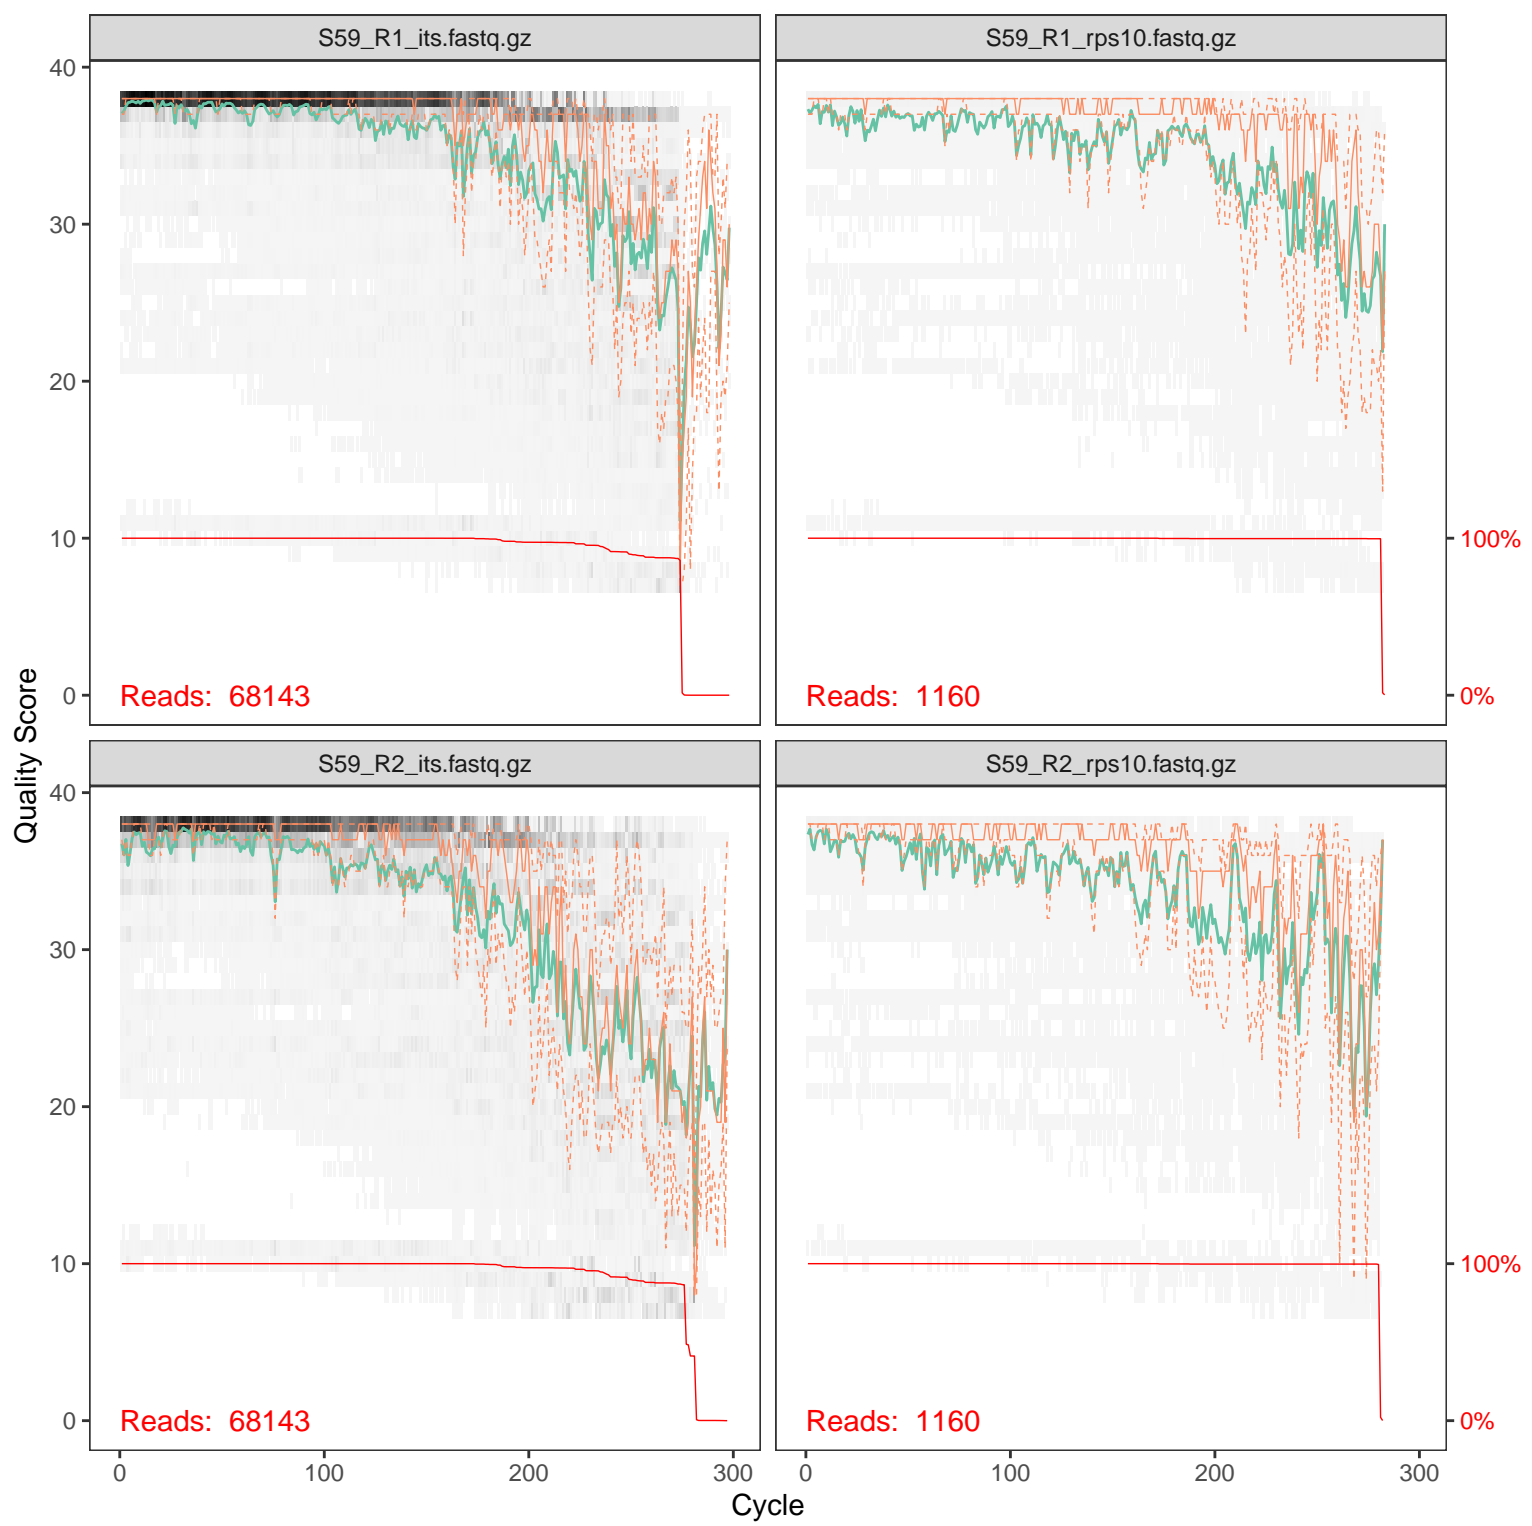 S59_R1_its.fastq.gz
S59_R1_rps10.fastq.gz
40
30
20
10
0
Reads: 68143
Reads: 1160
100%
0%
Quality Score
S59_R2_its.fastq.gz
S59_R2_rps10.fastq.gz
40
30
20
10
0
Reads: 68143
Reads: 1160
100%
0%
0 100 200 300
0 100 200 300
Cycle